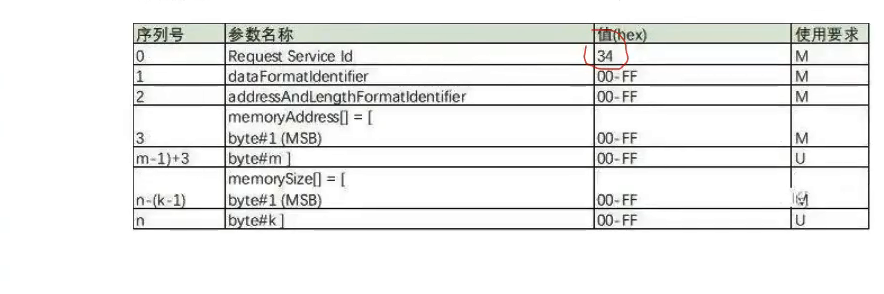 序列号 参数名称 值(hex) 使用要求
0 Request Service Id 34 M
1 dataFormatIdentifier 00-FF M
2 addressAndLengthFormatIdentifier 00-FF M
memoryAddress[] = [
3 byte#1 (MSB) 00-FF M
m-1)+3 byte#m ] 00-FF U
memorySize[] = [
n-(k-1) byte#1 (MSB) 00-FF M
n byte#k ] 00-FF U